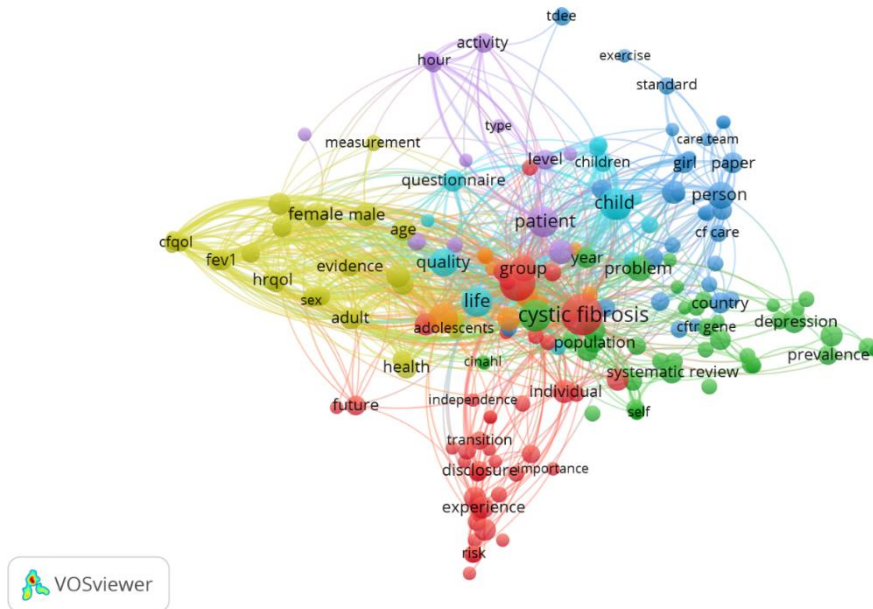 tdee
activity
hour
exercise
standard
type
care team
measurement
level
children
girl
paper
questionnaire
child
person
female
male
patient
age
cf care
cfqol
fev1
evidence
quality
group
year
problem
hrqol
sex
life
country
adult
adolescents
cystic fibrosis
cftr gene
depression
population
prevalence
health
cinahl
systematic review
future
independence
individual
self
transition
disclosure
importance
experience
risk
VOSviewer